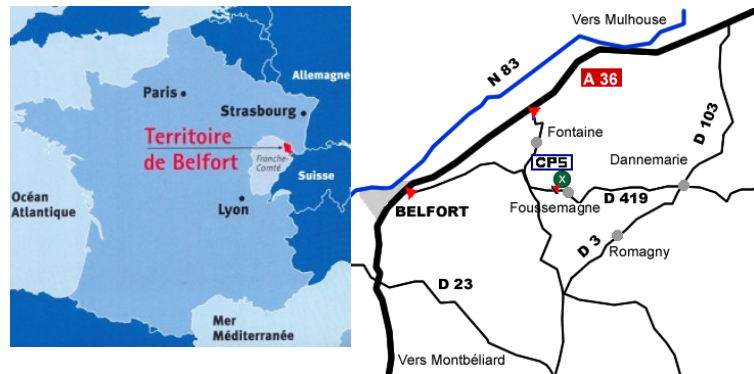 Allemagne
Paris
Strasbourg
Territoire
de Belfort
Franche-
Comté
Suisse
Océan
Atlantique
Lyon
Mer
Méditerranée
Vers Mulhouse
N 83
A 36
D 103
Fontaine
CPS
X
Dannemarie
BELFORT
Foussemagne
D 419
D 3
Romagny
D 23
Vers Montbéliard